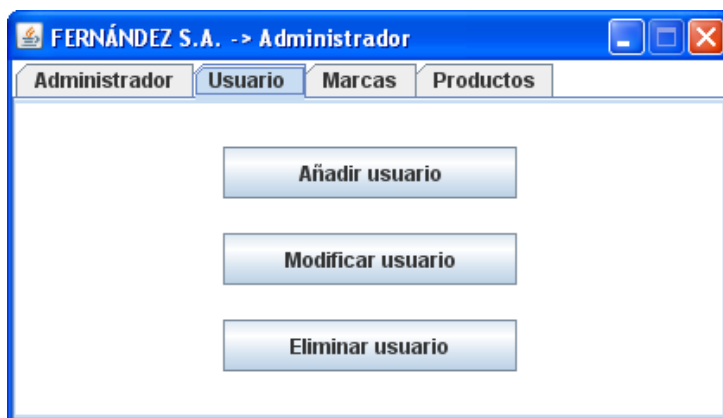 FERNÁNDEZ S.A. -> Administrador
Administrador Usuario Marcas Productos
Añadir usuario
Modificar usuario
Eliminar usuario